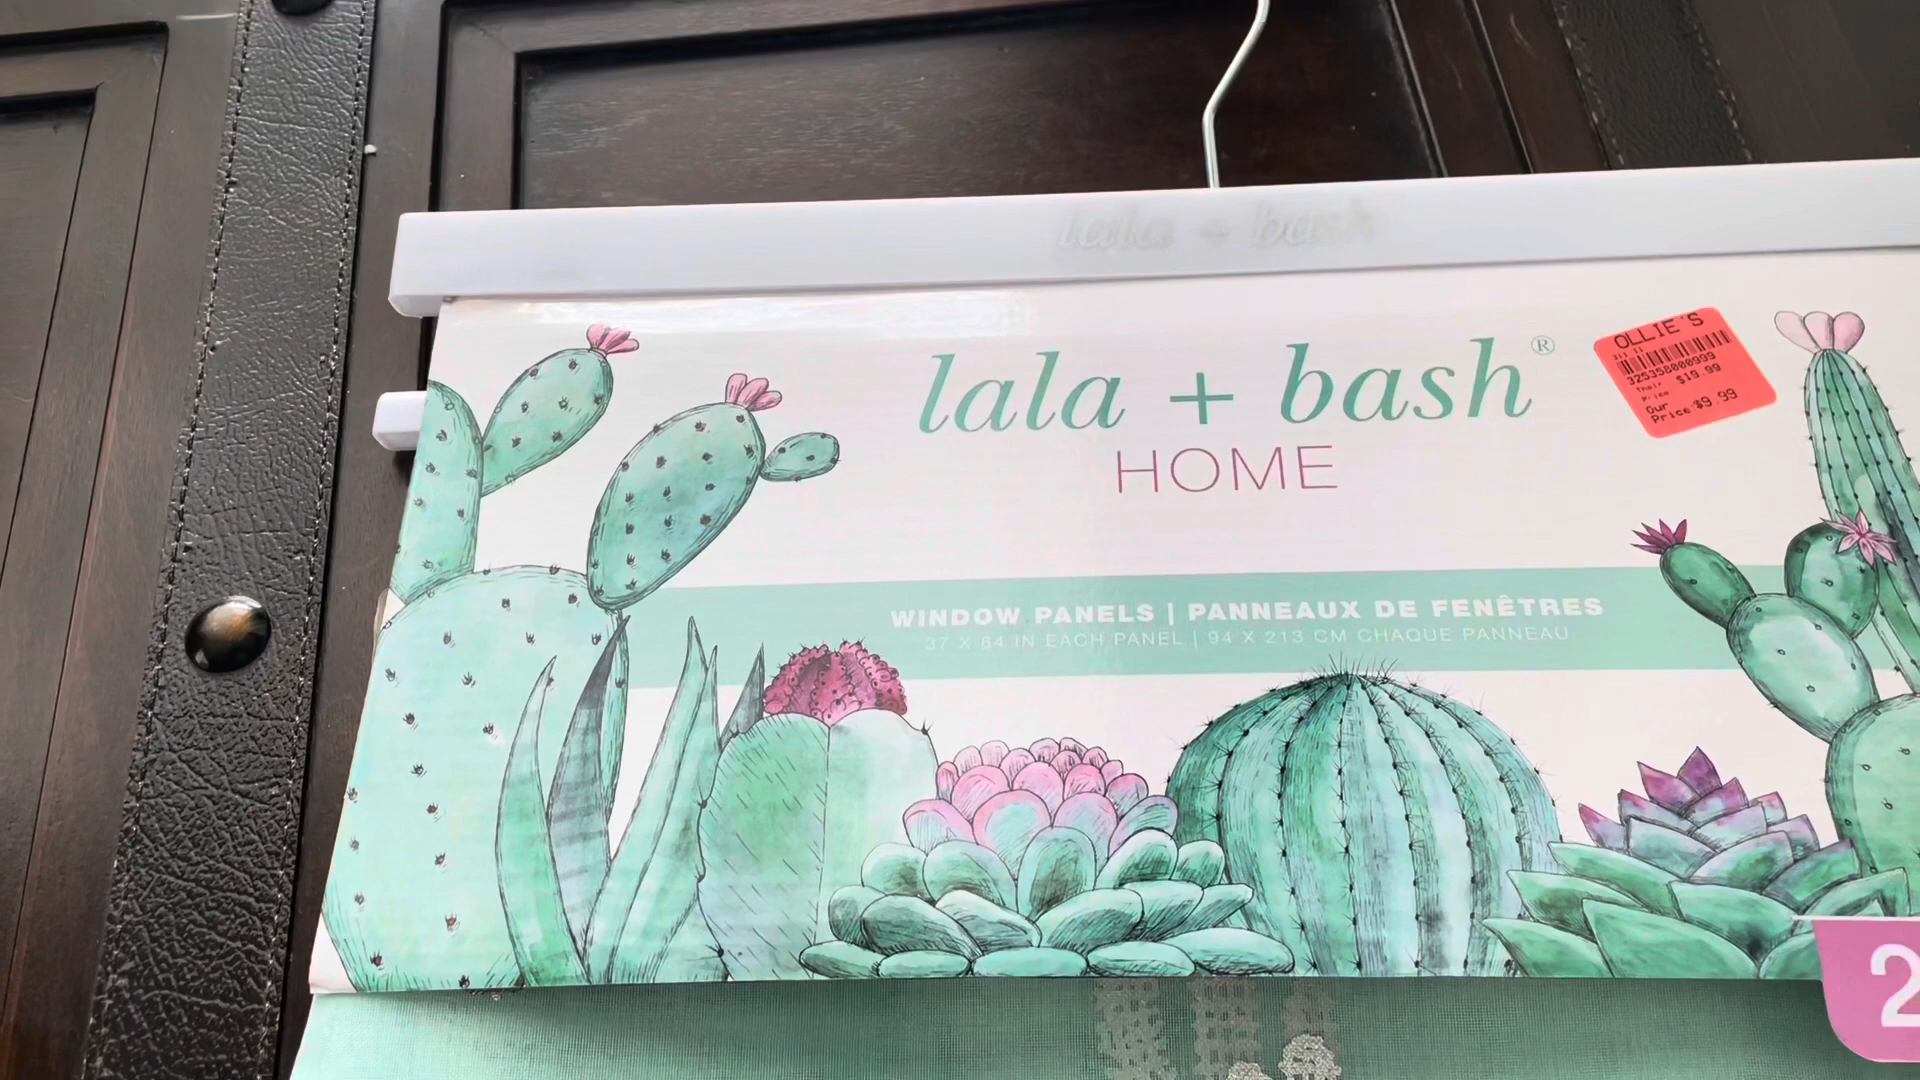 lala + bash
lala + bash®
HOME
OLLIE'S
325358000999
Their
Price
$19.99
Our
Price $9.99
WINDOW PANELS | PANNEAUX DE FENÊTRES
37 X 84 IN EACH PANEL | 94 X 213 CM CHAQUE PANNEAU
2